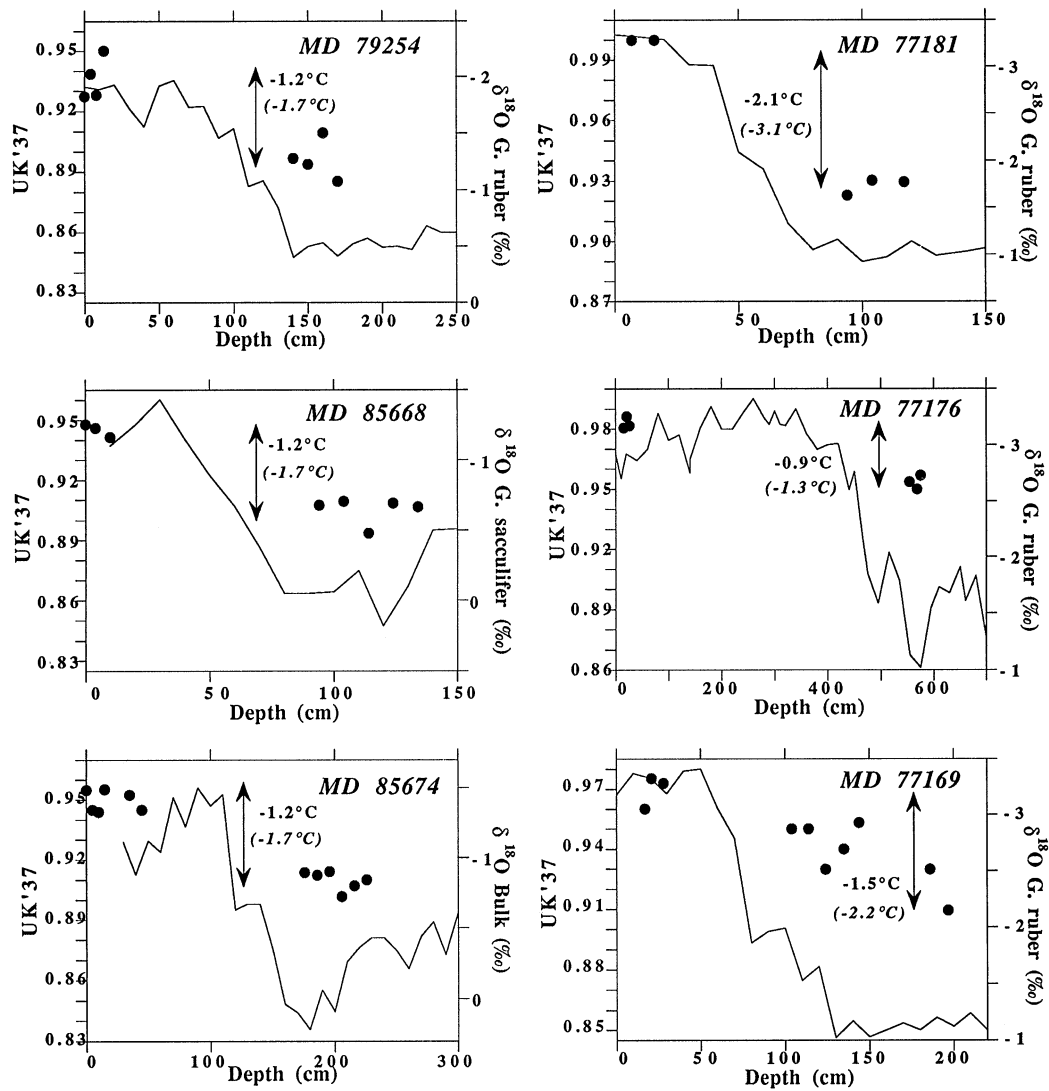 MD 79254
-1.2°C
(-1.7°C)
UK'37
0.95
0.92
0.89
0.86
0.83
0 50 100 150 200 250
Depth (cm)
-2
-1
0
δ18O G. ruber (‰)
MD 77181
-2.1°C
(-3.1°C)
UK'37
0.99
0.96
0.93
0.90
0.87
0 50 100 150
Depth (cm)
-3
-2
-1
δ18O G. ruber (‰)
MD 85668
-1.2°C
(-1.7°C)
UK'37
0.95
0.92
0.89
0.86
0.83
0 50 100 150
Depth (cm)
-1
0
δ18O G. sacculifer (‰)
MD 77176
-0.9°C
(-1.3°C)
UK'37
0.98
0.95
0.92
0.89
0.86
0 200 400 600
Depth (cm)
-3
-2
-1
δ18O G. ruber (‰)
MD 85674
-1.2°C
(-1.7°C)
UK'37
0.95
0.92
0.89
0.86
0.83
0 100 200 300
Depth (cm)
-1
0
δ18O Bulk (‰)
MD 77169
-1.5°C
(-2.2°C)
UK'37
0.97
0.94
0.91
0.88
0.85
0 50 100 150 200
Depth (cm)
-3
-2
-1
δ18O G. ruber (‰)